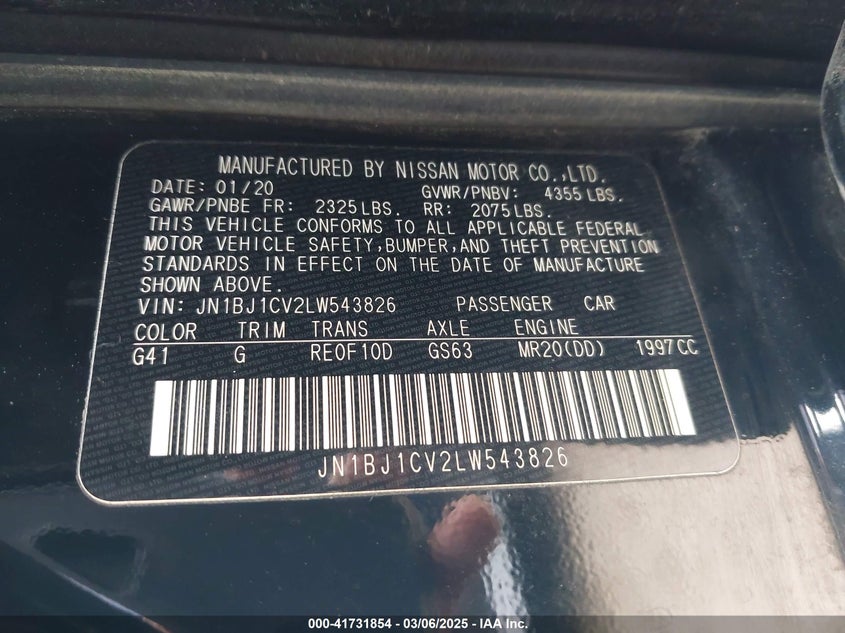 MANUFACTURED BY NISSAN MOTOR CO.,LTD.
DATE: 01/20 GVWR/PNBV: 4355 LBS.
GAWR/PNBE FR: 2325 LBS. RR: 2075 LBS.
THIS VEHICLE CONFORMS TO ALL APPLICABLE FEDERAL
MOTOR VEHICLE SAFETY,BUMPER,AND THEFT PREVENTION
STANDARDS IN EFFECT ON THE DATE OF MANUFACTURE
SHOWN ABOVE.
VIN: JN1BJ1CV2LW543826 PASSENGER CAR
COLOR TRIM TRANS AXLE ENGINE
G41 G RE0F10D GS63 MR20(DD) 1997CC
JN1BJ1CV2LW543826
000-41731854 - 03/06/2025 - IAA Inc.